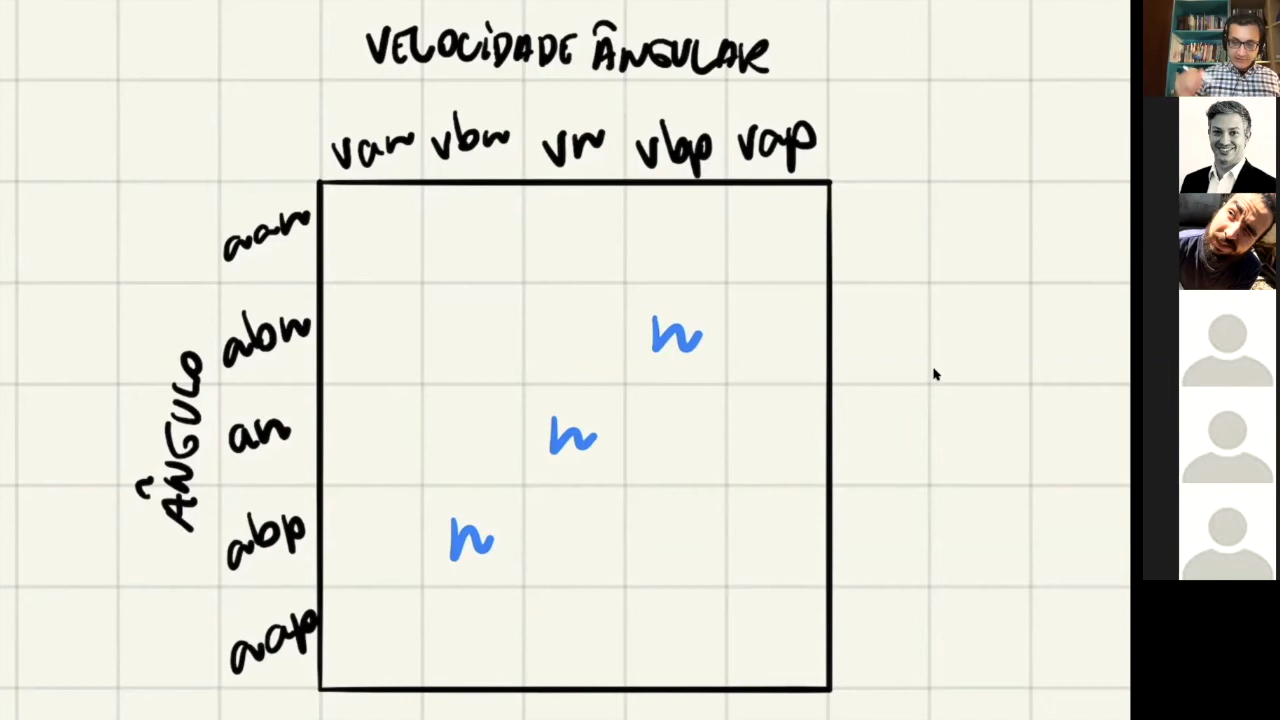 VELOCIDADE ÂNGULAR
van vbn vn vbp vap
ÂNGULO
aan
abn
n
an
n
abp
n
aap